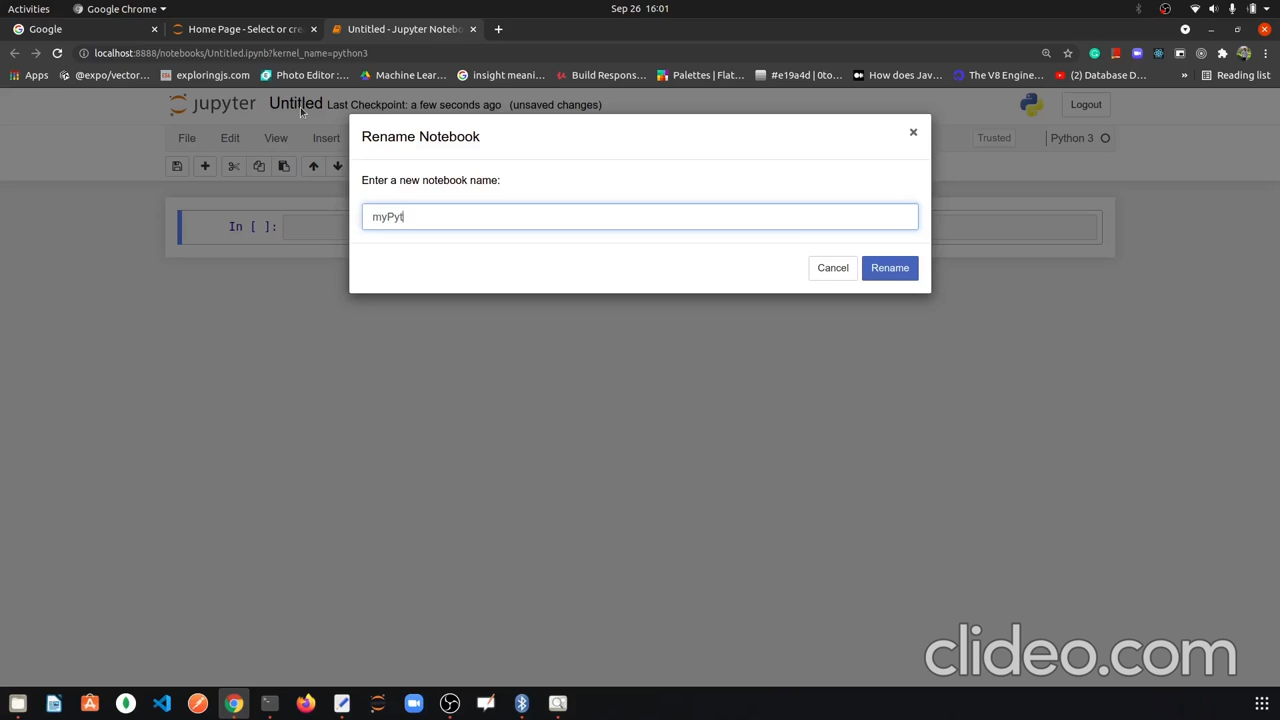 Activities
Google Chrome
Sep 26 16:01
Google
Home Page - Select or cre
Untitled - Jupyter Notebo
localhost:8888/notebooks/Untitled.ipynb?kernel_name=python3
Apps
@expo/vector...
exploringjs.com
Photo Editor :...
Machine Lear...
insight meani...
Build Respons...
Palettes | Flat...
#e19a4d | 0to...
How does Jav...
The V8 Engine...
(2) Database D...
»
Reading list
jupyter
Untitled
Last Checkpoint: a few seconds ago
(unsaved changes)
Logout
File
Edit
View
Insert
Trusted
Python 3
Rename Notebook
×
Enter a new notebook name:
myPyt
Cancel
Rename
In [ ]:
clideo.com